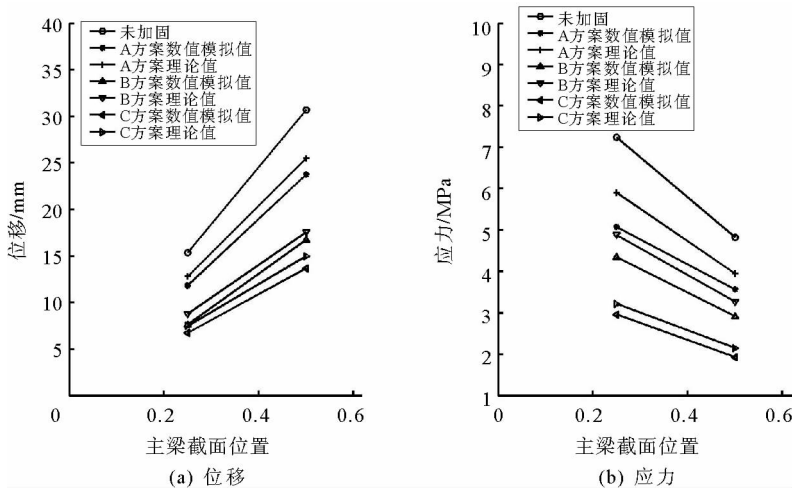 40
35
30
25
20
15
10
5
0
0.2
0.4
0.6
位移/mm
未加固
A方案数值模拟值
A方案理论值
B方案数值模拟值
B方案理论值
C方案数值模拟值
C方案理论值
主梁截面位置
(a) 位移
10
9
8
7
6
5
4
3
2
1
0
0.2
0.4
0.6
应力/MPa
未加固
A方案数值模拟值
A方案理论值
B方案数值模拟值
B方案理论值
C方案数值模拟值
C方案理论值
主梁截面位置
(b) 应力